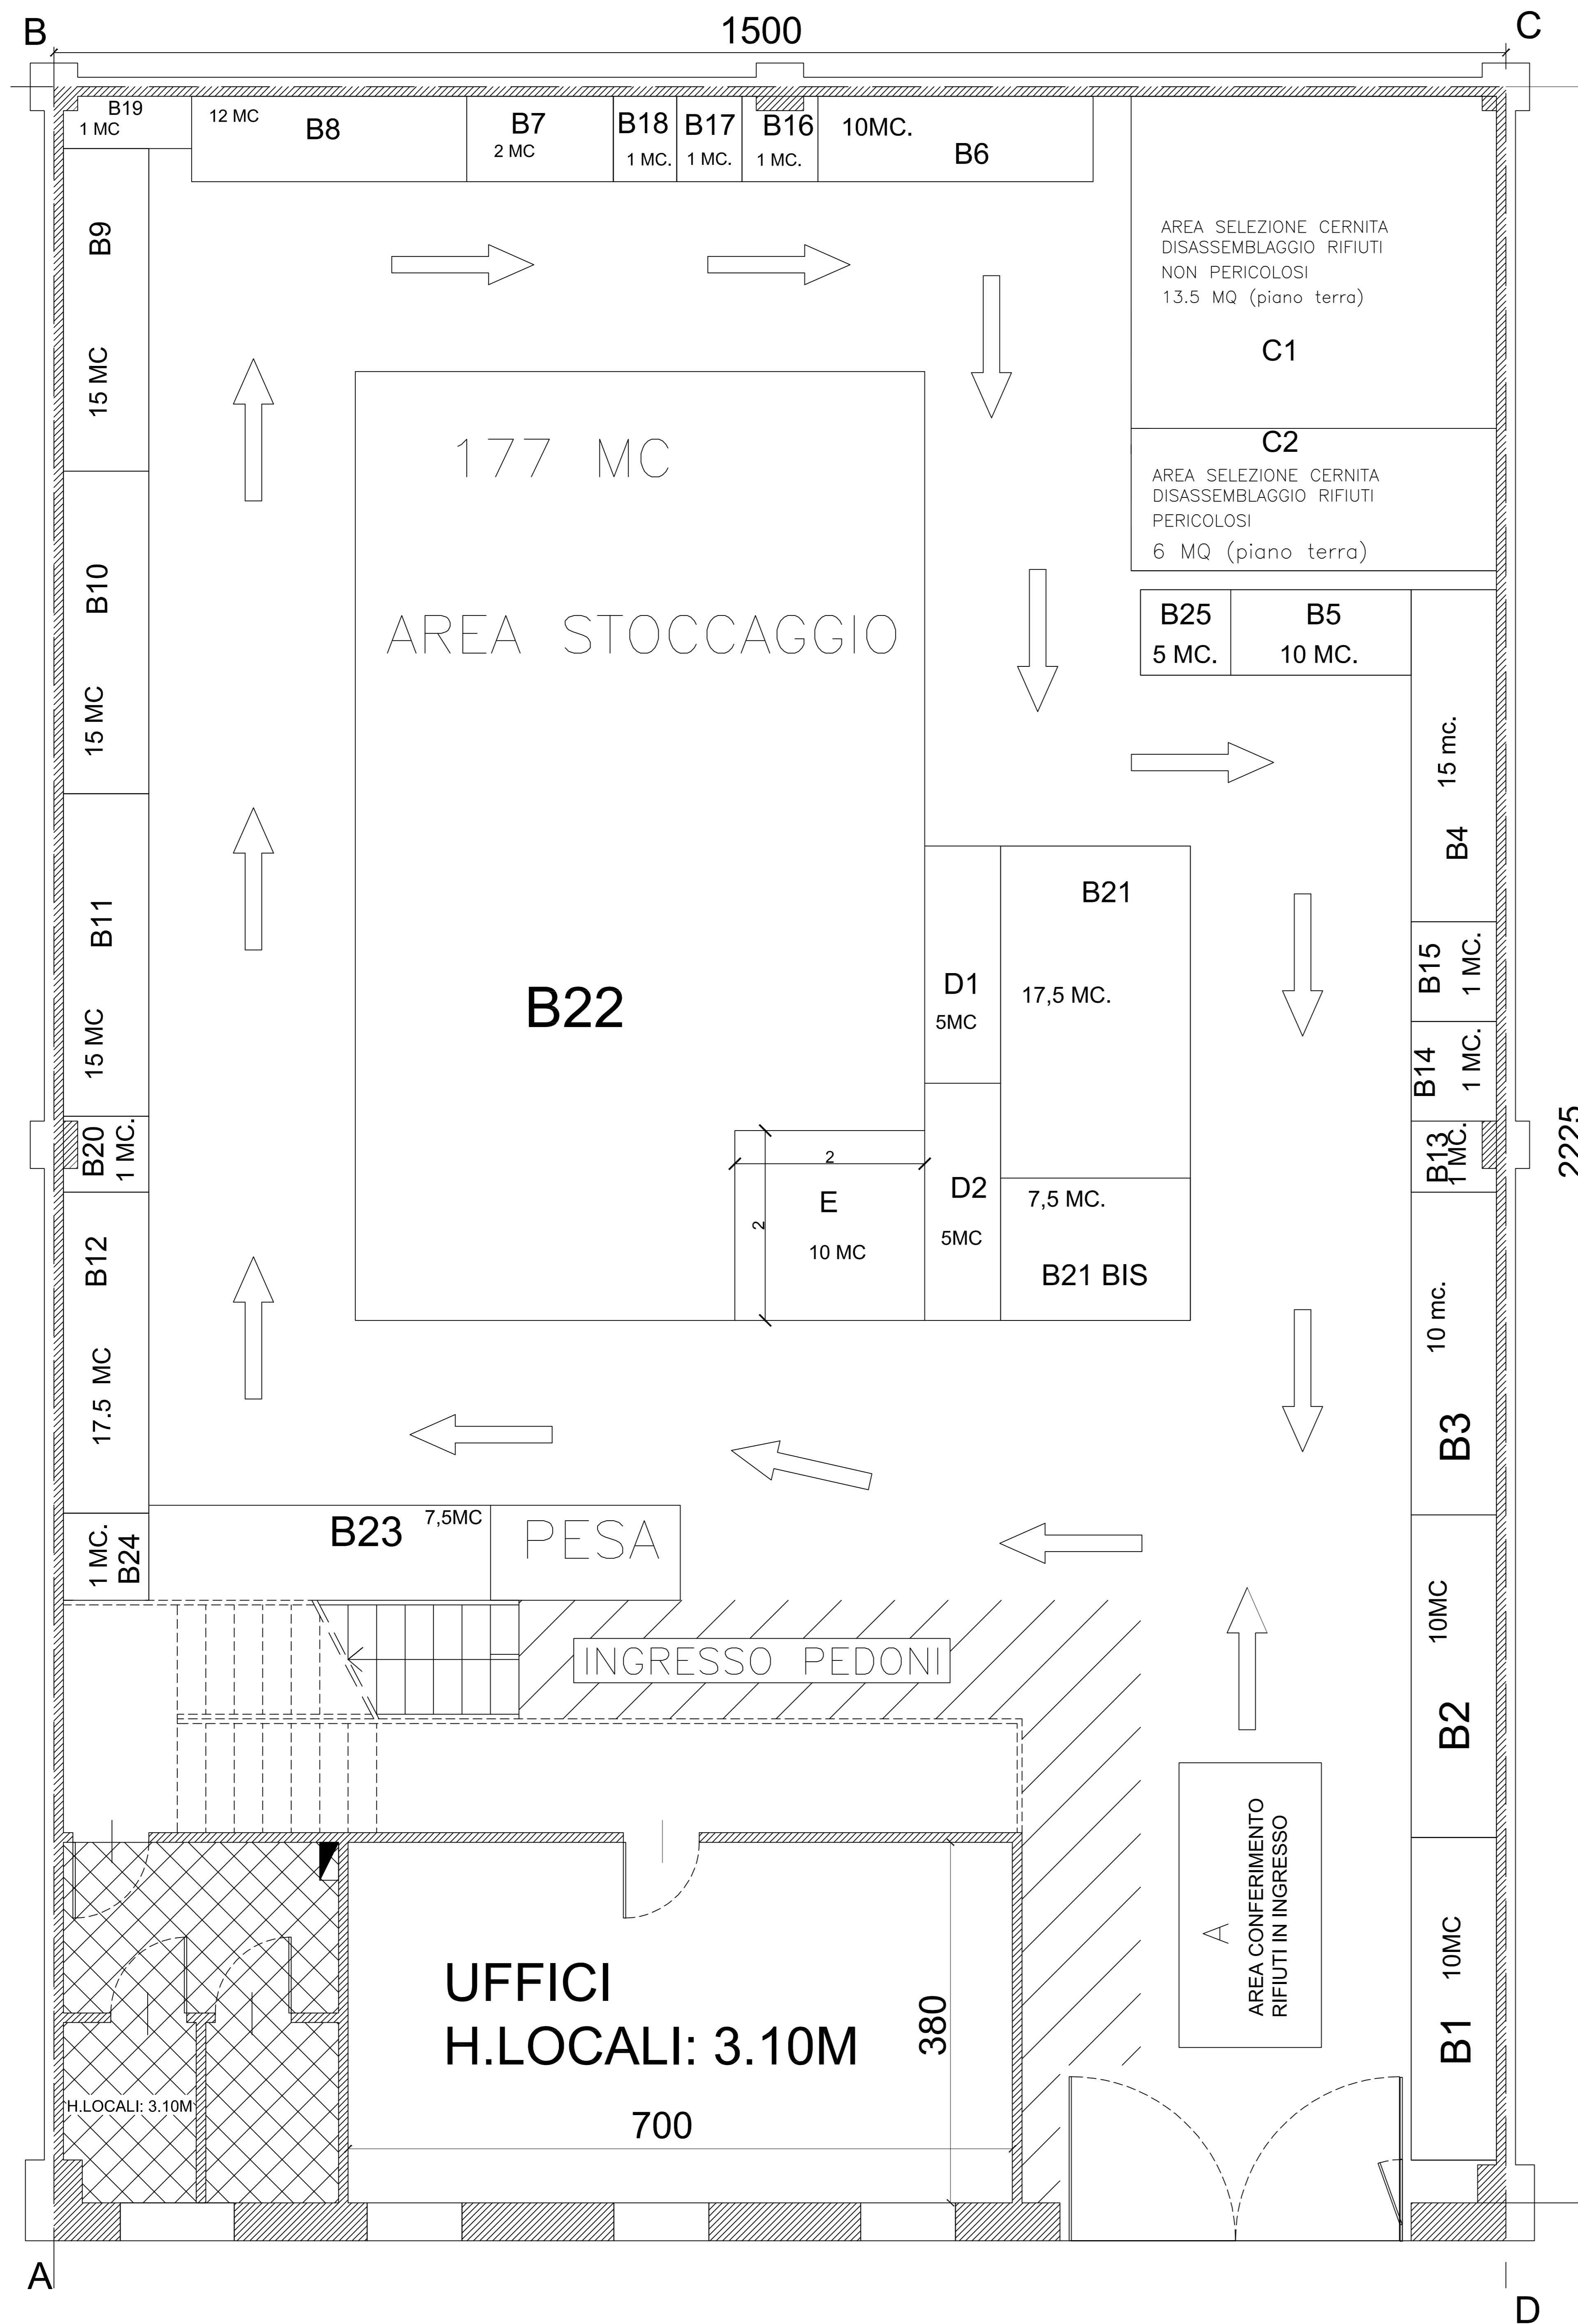 B
1500
C
B19
1 MC
12 MC
B8
B7
2 MC
B18
1 MC.
B17
1 MC.
B16
1 MC.
10MC.
B6
B9
15 MC
AREA SELEZIONE CERNITA
DISASSEMBLAGGIO RIFIUTI
NON PERICOLOSI
13.5 MQ (piano terra)
C1
177 MC
C2
AREA SELEZIONE CERNITA
DISASSEMBLAGGIO RIFIUTI
PERICOLOSI
6 MQ (piano terra)
B10
15 MC
AREA STOCCAGGIO
B25
5 MC.
B5
10 MC.
15 mc.
B4
B11
15 MC
B22
D1
5MC
B21
17,5 MC.
B15
1 MC.
B14
1 MC.
B13
1 MC.
2225
B20
1 MC.
2
2
E
10 MC
D2
5MC
7,5 MC.
B21 BIS
B12
17.5 MC
10 mc.
B3
B23
7,5MC
PESA
1 MC.
B24
INGRESSO PEDONI
10MC
B2
A
AREA CONFERIMENTO
RIFIUTI IN INGRESSO
10MC
B1
UFFICI
H.LOCALI: 3.10M
380
700
H.LOCALI: 3.10M
A
D